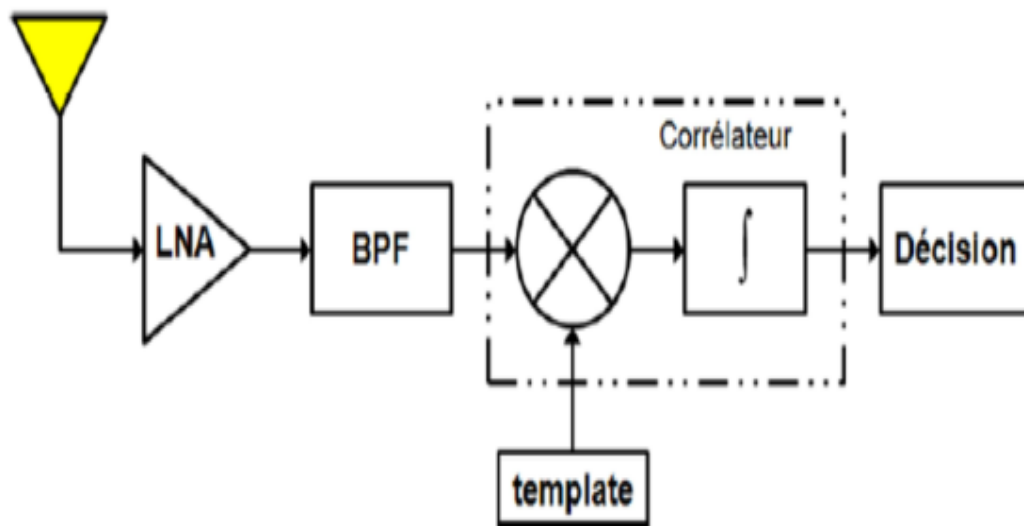 Corrélateur
LNA
BPF
∫
Décision
template